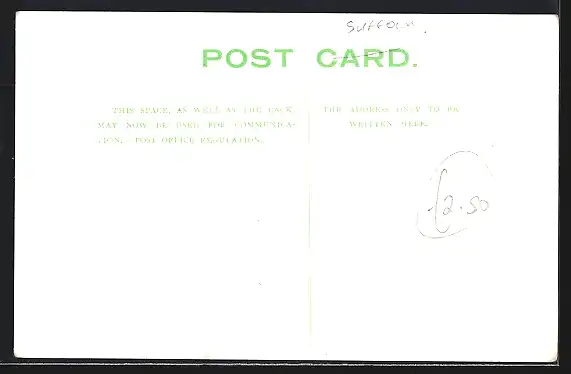 Suffolk.
POST CARD.
THIS SPACE, AS WELL AS THE BACK,
MAY NOW BE USED FOR COMMUNICA-
TION. POST OFFICE REGULATION.
THE ADDRESS ONLY TO BE
WRITTEN HERE.
£2.50